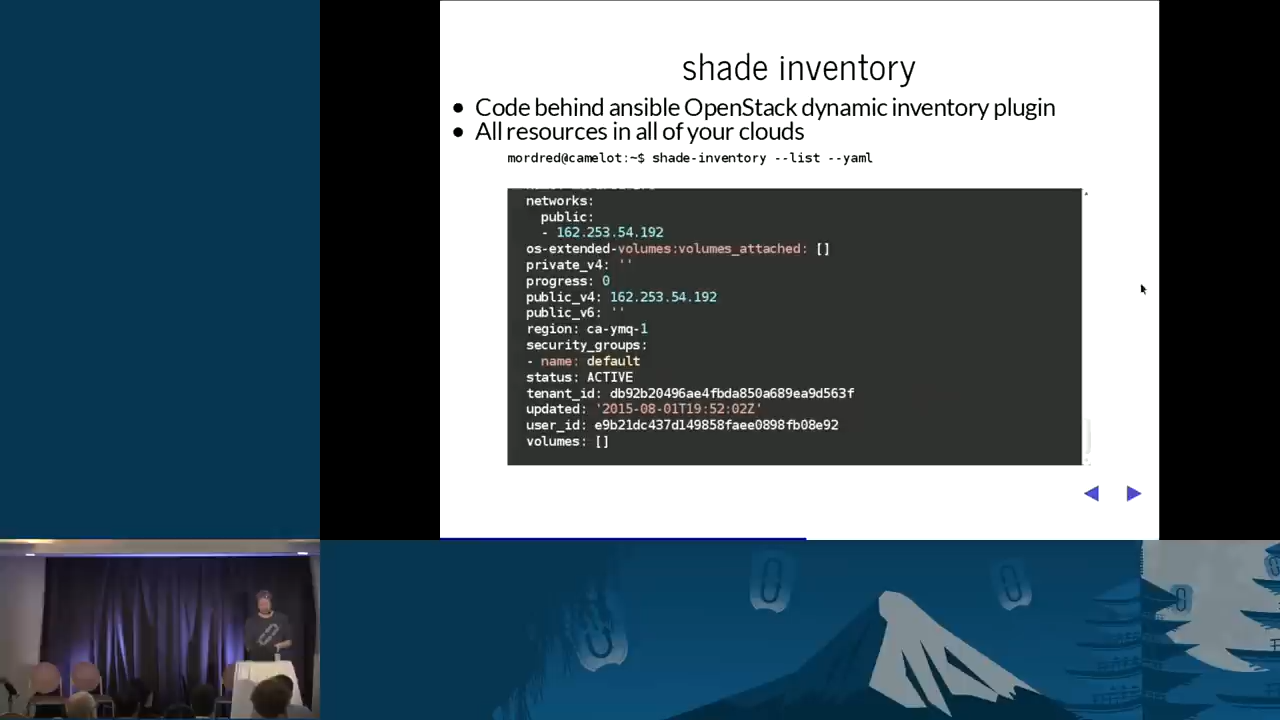 shade inventory
• Code behind ansible OpenStack dynamic inventory plugin
• All resources in all of your clouds
mordred@camelot:~$ shade-inventory --list --yaml
networks:
public:
- 162.253.54.192
os-extended-volumes:volumes_attached: []
private_v4: ''
progress: 0
public_v4: 162.253.54.192
public_v6: ''
region: ca-ymq-1
security_groups:
- name: default
status: ACTIVE
tenant_id: db92b20496ae4fbda850a689ea9d563f
updated: '2015-08-01T19:52:02Z'
user_id: e9b21dc437d149858faee0898fb08e92
volumes: []